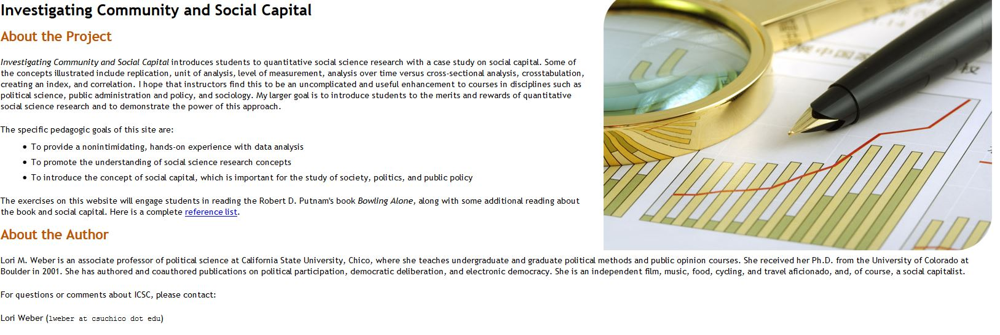 Investigating Community and Social Capital
About the Project
Investigating Community and Social Capital introduces students to quantitative social science research with a case study on social capital. Some of
the concepts illustrated include replication, unit of analysis, level of measurement, analysis over time versus cross-sectional analysis, crosstabulation,
creating an index, and correlation. I hope that instructors find this to be an uncomplicated and useful enhancement to courses in disciplines such as
political science, public administration and policy, and sociology. My larger goal is to introduce students to the merits and rewards of quantitative
social science research and to demonstrate the power of this approach.
The specific pedagogic goals of this site are:
• To provide a nonintimidating, hands-on experience with data analysis
• To promote the understanding of social science research concepts
• To introduce the concept of social capital, which is important for the study of society, politics, and public policy
The exercises on this website will engage students in reading the Robert D. Putnam's book Bowling Alone, along with some additional reading about
the book and social capital. Here is a complete reference list.
About the Author
Lori M. Weber is an associate professor of political science at California State University, Chico, where she teaches undergraduate and graduate political methods and public opinion courses. She received her Ph.D. from the University of Colorado at
Boulder in 2001. She has authored and coauthored publications on political participation, democratic deliberation, and electronic democracy. She is an independent film, music, food, cycling, and travel aficionado, and, of course, a social capitalist.
For questions or comments about ICSC, please contact:
Lori Weber (lweber at csuchico dot edu)